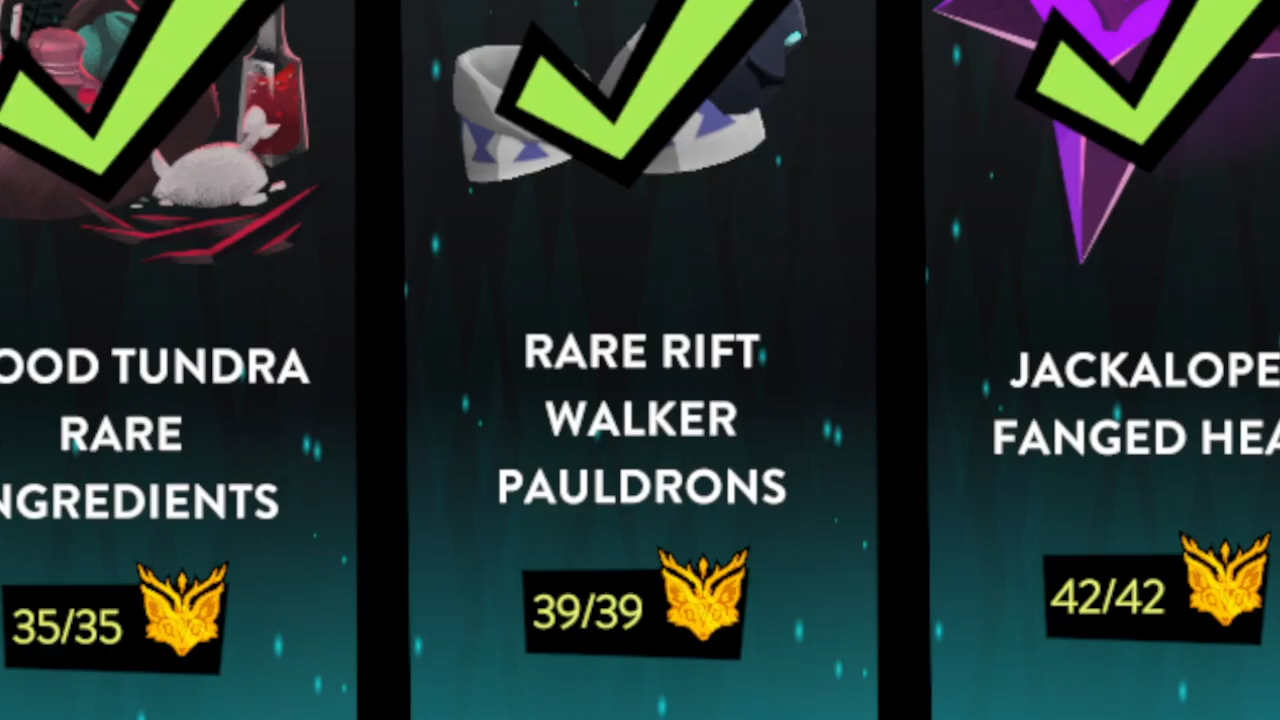 OOD TUNDRA
RARE
NGREDIENTS
35/35
RARE RIFT
WALKER
PAULDRONS
39/39
JACKALOPE
FANGED HEA
42/42